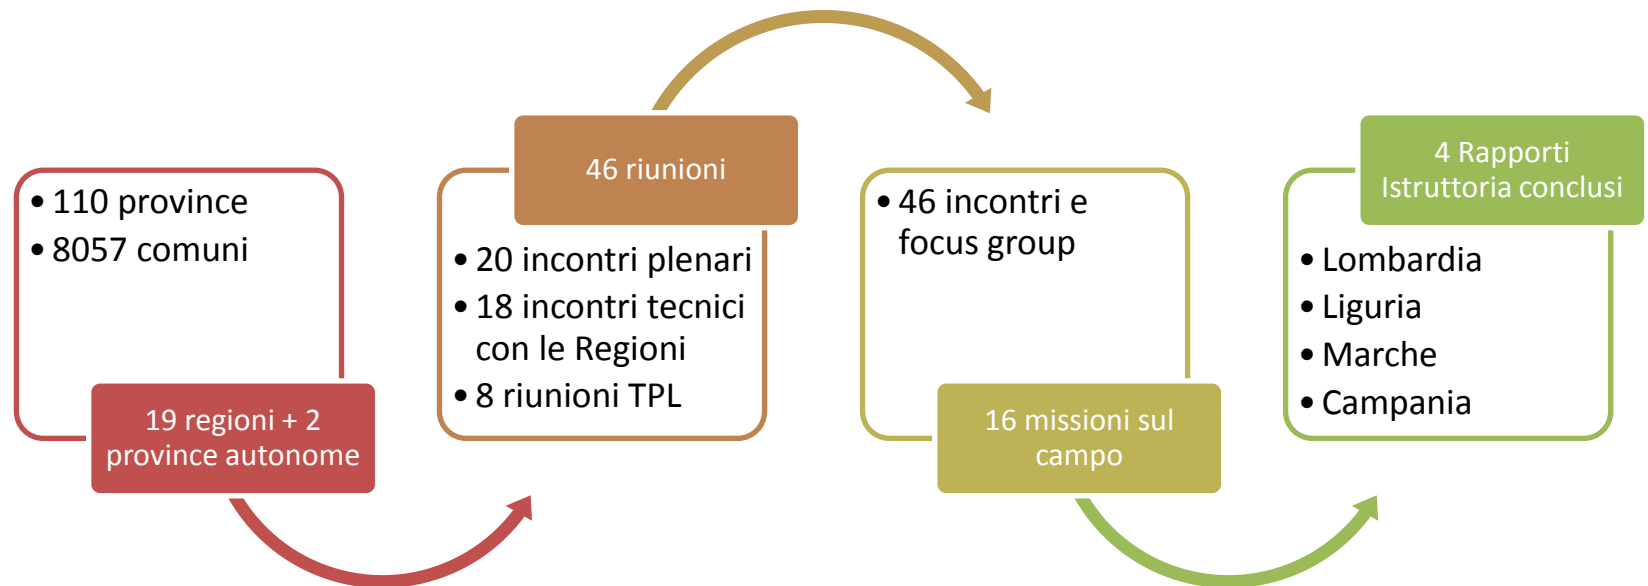 • 110 province
• 8057 comuni
19 regioni + 2
province autonome
46 riunioni
• 20 incontri plenari
• 18 incontri tecnici
con le Regioni
• 8 riunioni TPL
• 46 incontri e
focus group
16 missioni sul
campo
4 Rapporti
Istruttoria conclusi
• Lombardia
• Liguria
• Marche
• Campania